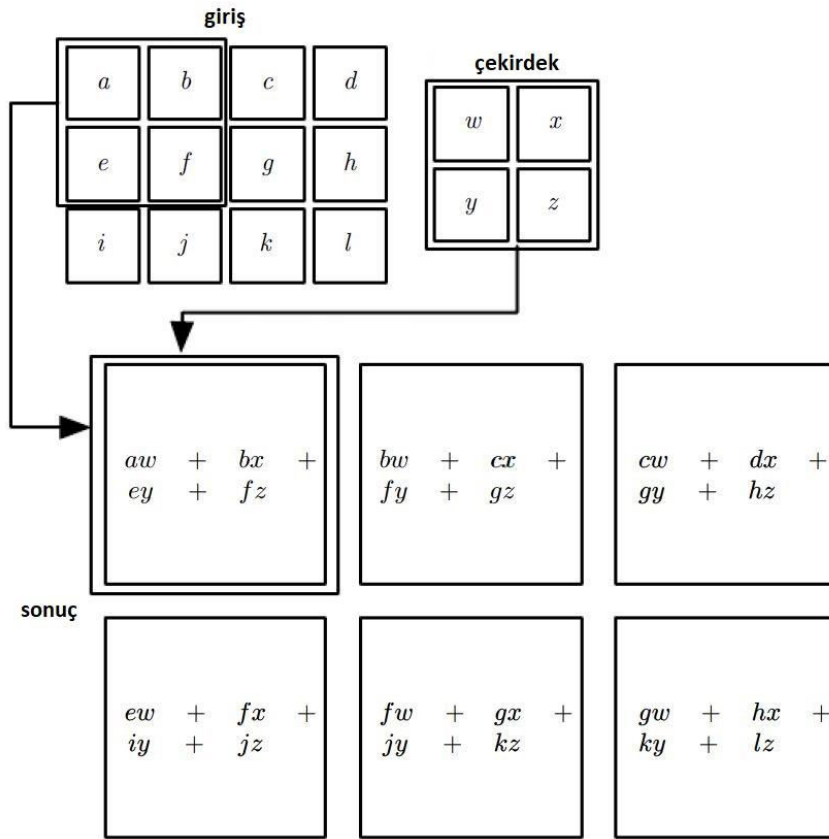 giriş
a b c d
e f g h
i j k l
çekirdek
w x
y z
aw + bx +
ey + fz
bw + cx +
fy + gz
cw + dx +
gy + hz
sonuç
ew + fx +
iy + jz
fw + gx +
jy + kz
gw + hx +
ky + lz